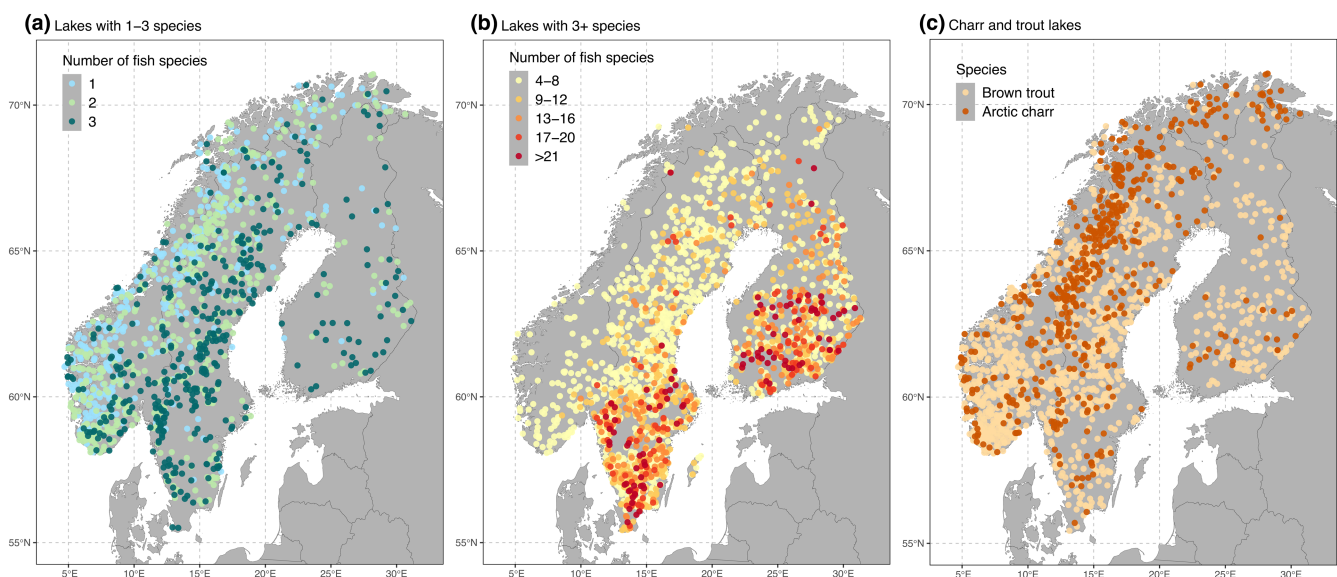 (a) Lakes with 1–3 species
Number of fish species
1
2
3
70°N
65°N
60°N
55°N
5°E 10°E 15°E 20°E 25°E 30°E
(b) Lakes with 3+ species
Number of fish species
4–8
9–12
13–16
17–20
>21
70°N
65°N
60°N
55°N
5°E 10°E 15°E 20°E 25°E 30°E
(c) Charr and trout lakes
Species
Brown trout
Arctic charr
70°N
65°N
60°N
55°N
5°E 10°E 15°E 20°E 25°E 30°E